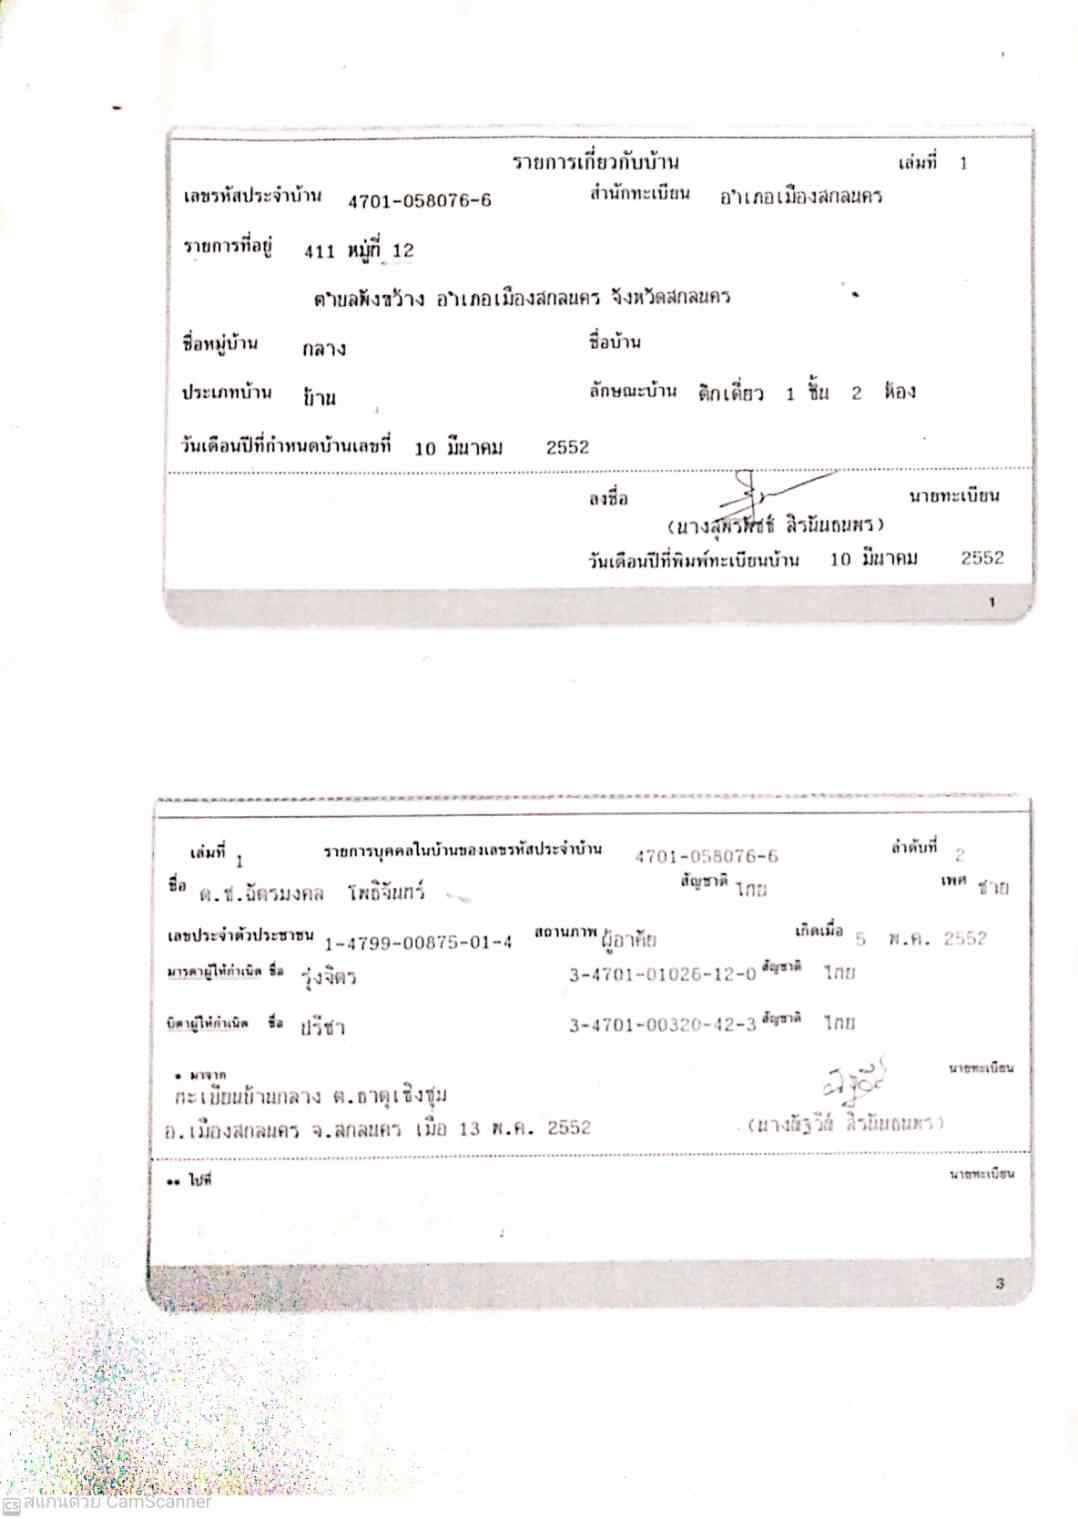 รายการเกี่ยวกับบ้าน เล่มที่ 1
เลขรหัสประจำบ้าน 4701-058076-6 สำนักทะเบียน อำเภอเมืองสกลนคร
รายการที่อยู่ 411 หมู่ที่ 12
ตำบลพังขว้าง อำเภอเมืองสกลนคร จังหวัดสกลนคร
ชื่อหมู่บ้าน กลาง ชื่อบ้าน
ประเภทบ้าน บ้าน ลักษณะบ้าน ตึกเดี่ยว 1 ชั้น 2 ห้อง
วันเดือนปีที่กำหนดบ้านเลขที่ 10 มีนาคม 2552
ลงชื่อ นายทะเบียน
(นางสุพรพัชช์ สิรนันธนพร)
วันเดือนปีที่พิมพ์ทะเบียนบ้าน 10 มีนาคม 2552
1
เล่มที่ 1 รายการบุคคลในบ้านของเลขรหัสประจำบ้าน 4701-058076-6 ลำดับที่ 2
ชื่อ ด.ช.ฉัตรมงคล โพธิจันทร์ สัญชาติ ไทย เพศ ชาย
เลขประจำตัวประชาชน 1-4799-00875-01-4 สถานภาพ ผู้อาศัย เกิดเมื่อ 5 พ.ค. 2552
มารดาผู้ให้กำเนิด ชื่อ รุ่งจิตร 3-4701-01026-12-0 สัญชาติ ไทย
บิดาผู้ให้กำเนิด ชื่อ ปรีชา 3-4701-00320-42-3 สัญชาติ ไทย
* มาจาก นายทะเบียน
ทะเบียนบ้านกลาง ต.ธาตุเชิงชุม
อ.เมืองสกลนคร จ.สกลนคร เมื่อ 13 พ.ค. 2552 (นางณัฐวีย์ สิรนันธนพร)
** ไปที่ นายทะเบียน
3
CS สแกนด้วย CamScanner